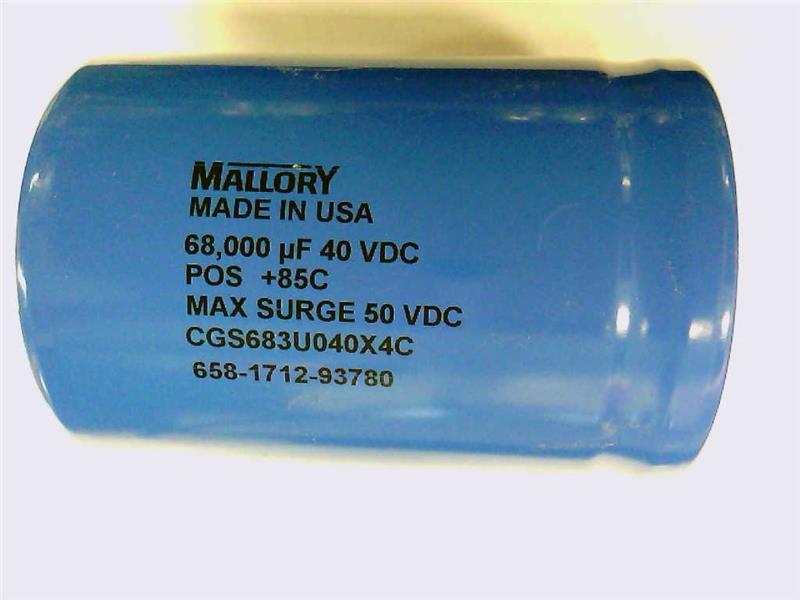 MALLORY
MADE IN USA
68,000 µF 40 VDC
POS +85C
MAX SURGE 50 VDC
CGS683U040X4C
658-1712-93780